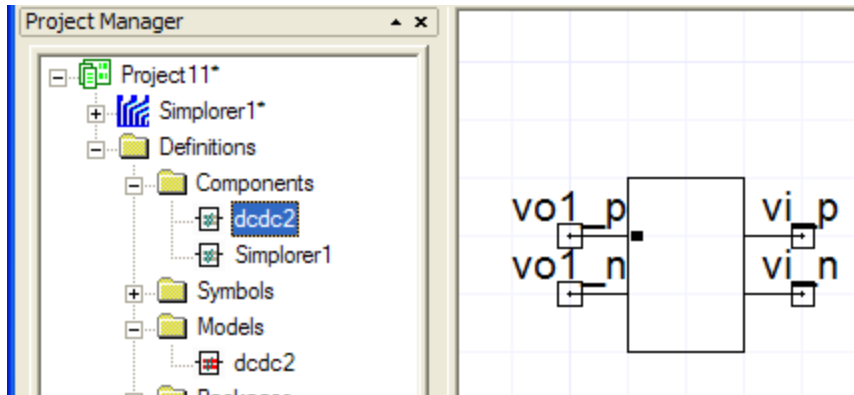 Project Manager
Project11*
Simplorer1*
Definitions
Components
dcdc2
Simplorer1
Symbols
Models
dcdc2
vo1_p
vi_p
vo1_n
vi_n